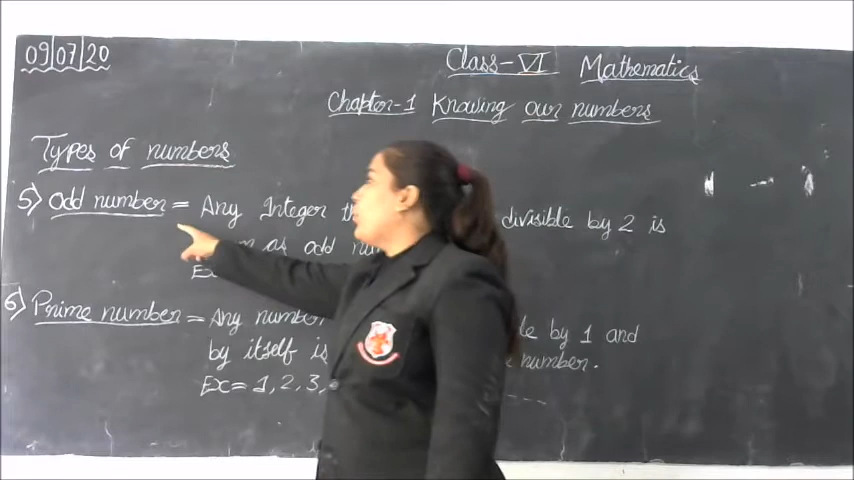 09/07/20
Class-VI Mathematics
Chapter-1 Knowing our numbers
Types of numbers
5) Odd number = Any Integer divisible by 2 is
as odd
6) Prime number = Any number by 1 and
by itself is number.
Ex = 1, 2, 3,